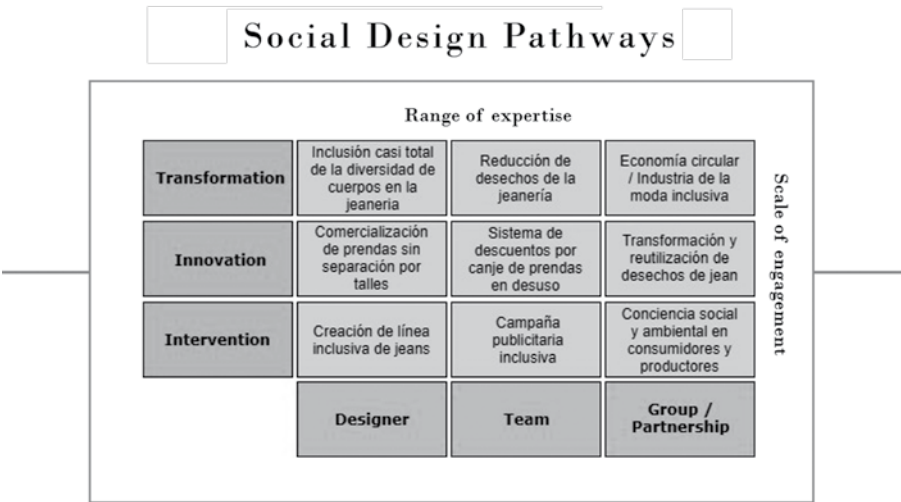 Social Design Pathways
Range of expertise
Transformation
Inclusión casi total
de la diversidad de
cuerpos en la
jeaneria
Reducción de
desechos de la
jeanería
Economía circular
/ Industria de la
moda inclusiva
Innovation
Comercialización
de prendas sin
separación por
talles
Sistema de
descuentos por
canje de prendas
en desuso
Transformación y
reutilización de
desechos de jean
Intervention
Creación de línea
inclusiva de jeans
Campaña
publicitaria
inclusiva
Conciencia social
y ambiental en
consumidores y
productores
Designer
Team
Group /
Partnership
Scale of engagement